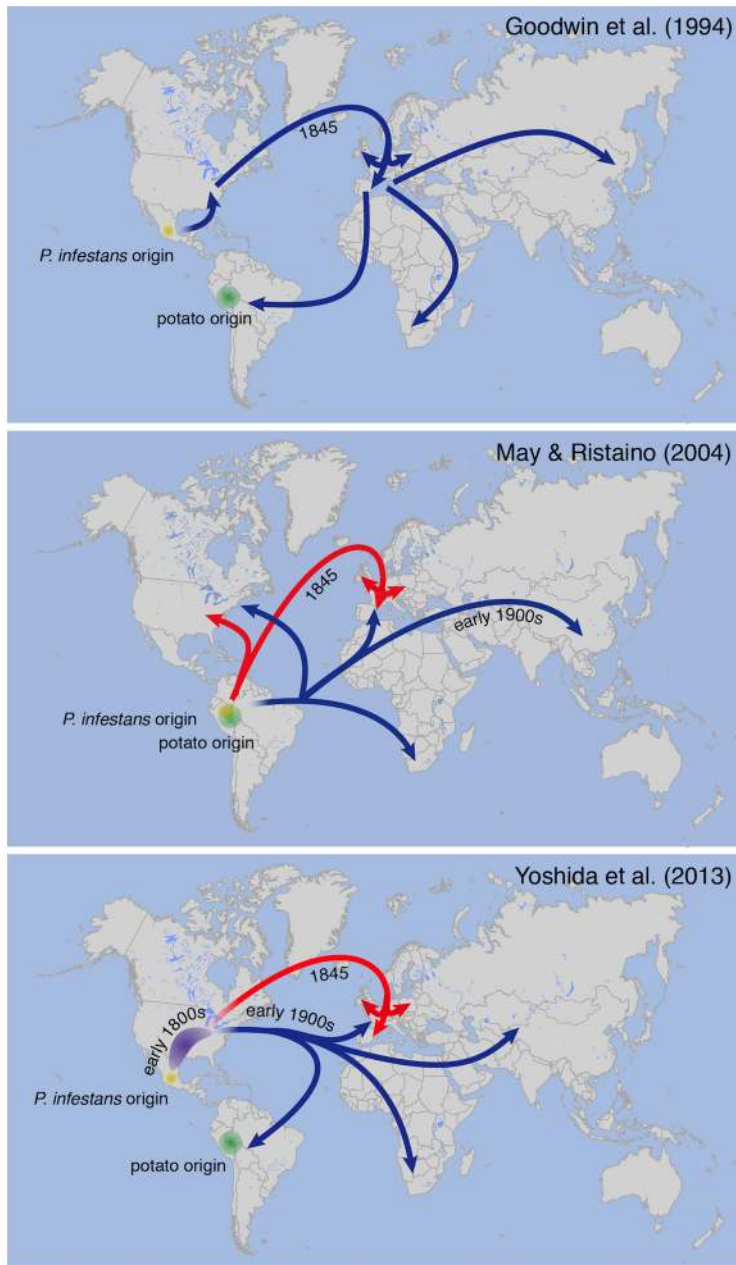 Goodwin et al. (1994)
1845
P. infestans origin
potato origin
May & Ristaino (2004)
1845
early 1900s
P. infestans origin
potato origin
Yoshida et al. (2013)
1845
early 1800s
early 1900s
P. infestans origin
potato origin